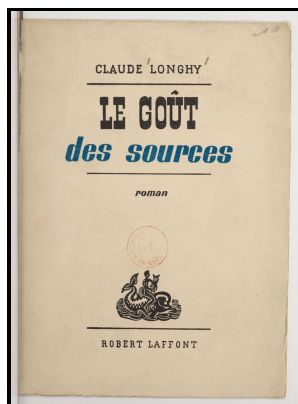 CLAUDE LONGHY
LE GOÛT
des sources
roman
ROBERT LAFFONT